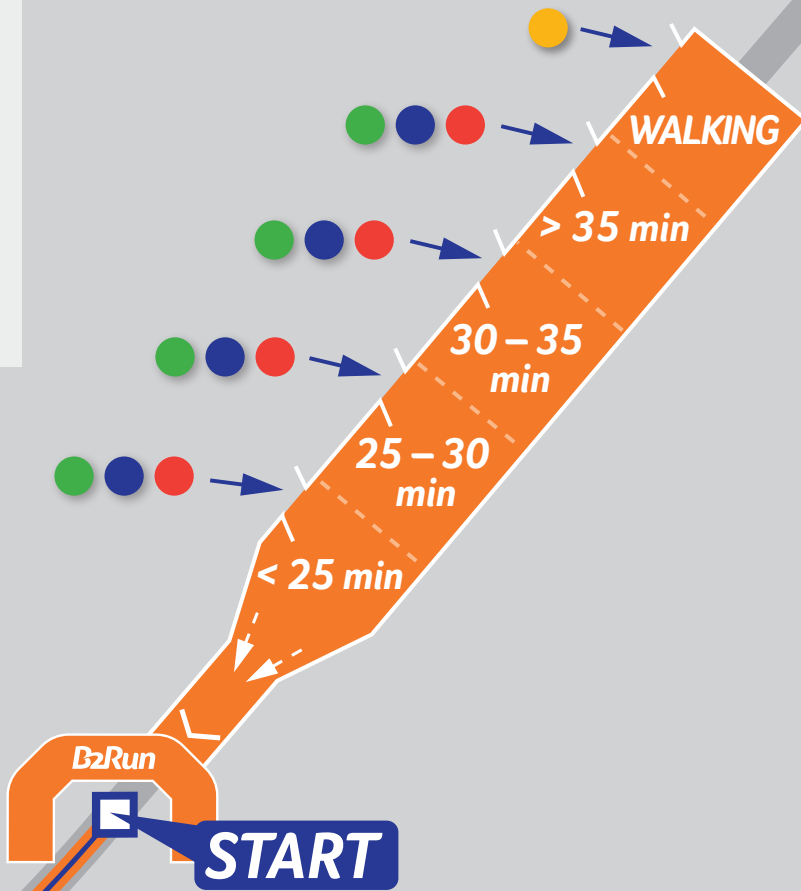 WALKING
> 35 min
30 – 35
min
25 – 30
min
< 25 min
B2Run
START